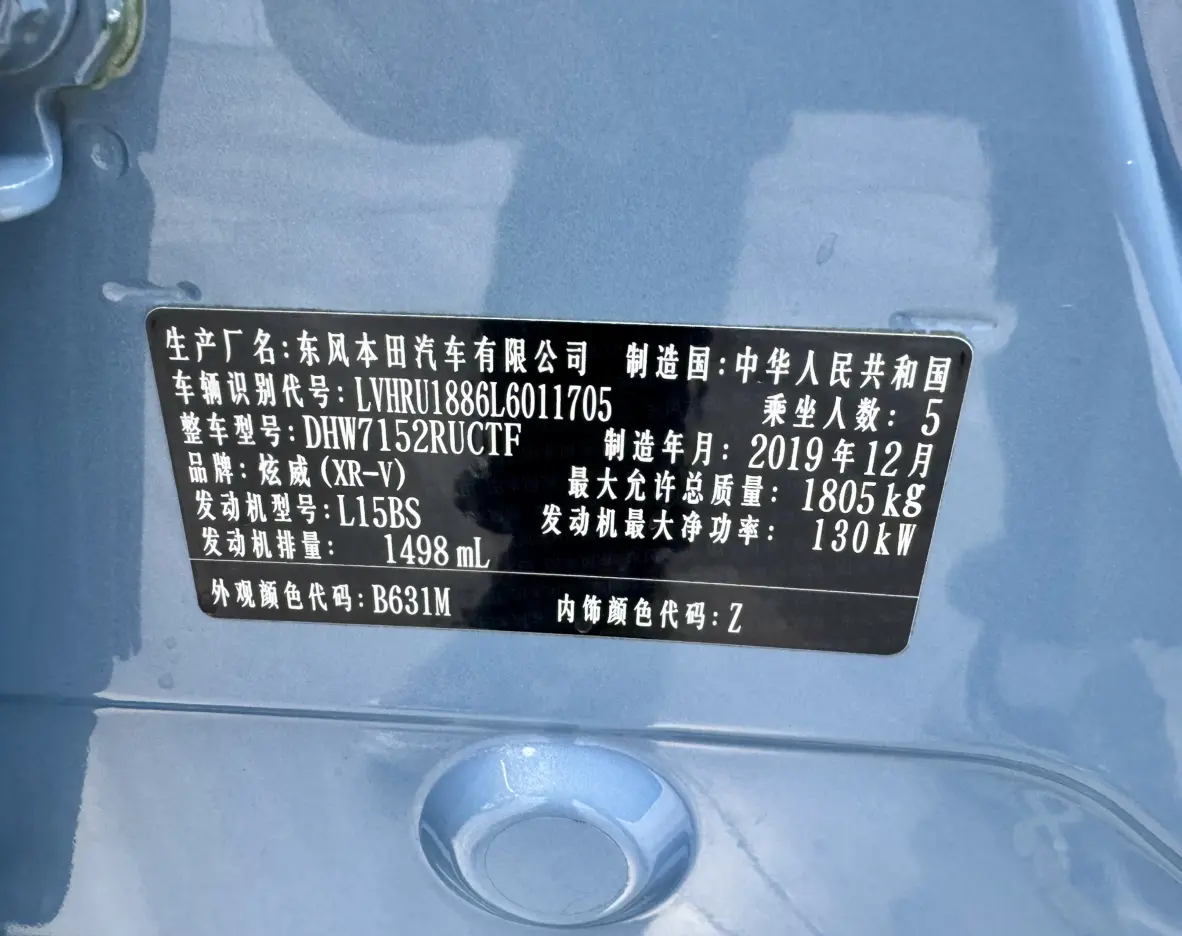 生产厂名:东风本田汽车有限公司 制造国:中华人民共和国
车辆识别代号:LVHRU1886L6011705 乘坐人数:5
整车型号:DHW7152RUCTF 制造年月:2019年12月
品牌:炫威(XR-V) 最大允许总质量:1805kg
发动机型号:L15BS 发动机最大净功率:130kW
发动机排量: 1498mL
外观颜色代码:B631M 内饰颜色代码:Z